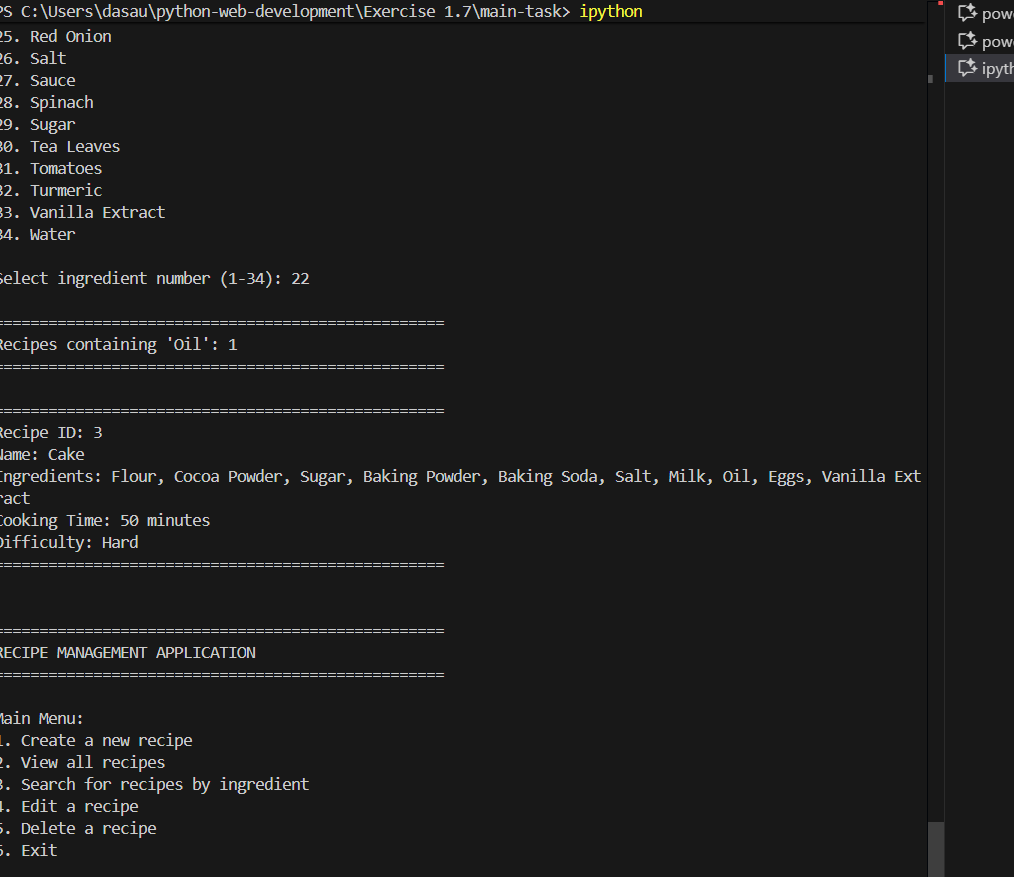 PS C:\Users\dasau\python-web-development\Exercise 1.7\main-task> ipython
25. Red Onion
26. Salt
27. Sauce
28. Spinach
29. Sugar
30. Tea Leaves
31. Tomatoes
32. Turmeric
33. Vanilla Extract
34. Water
Select ingredient number (1-34): 22
==================================================
Recipes containing 'Oil': 1
==================================================
==================================================
Recipe ID: 3
Name: Cake
Ingredients: Flour, Cocoa Powder, Sugar, Baking Powder, Baking Soda, Salt, Milk, Oil, Eggs, Vanilla Ext
ract
Cooking Time: 50 minutes
Difficulty: Hard
==================================================
==================================================
RECIPE MANAGEMENT APPLICATION
==================================================
Main Menu:
1. Create a new recipe
2. View all recipes
3. Search for recipes by ingredient
4. Edit a recipe
5. Delete a recipe
6. Exit
pow
pow
ipyth